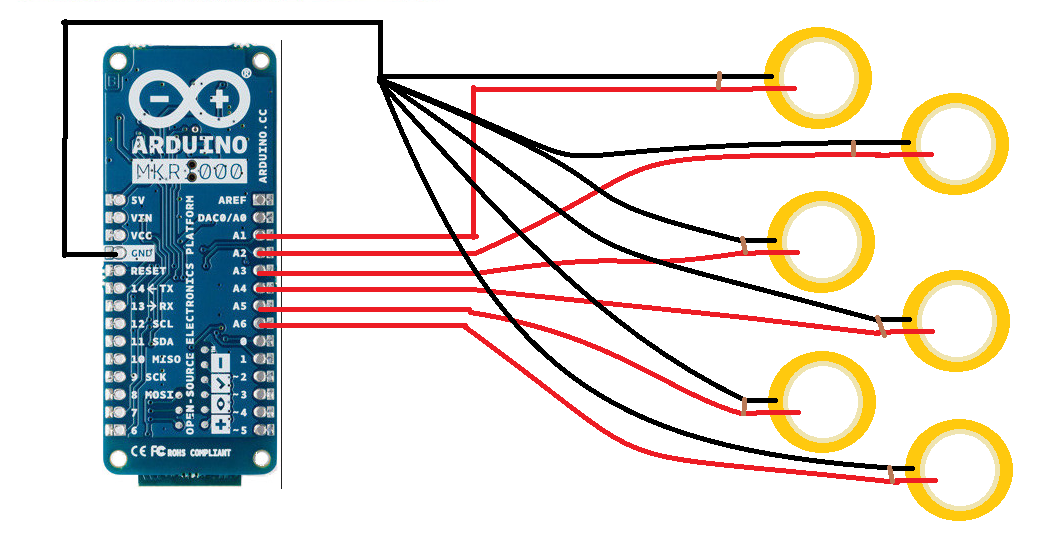 ®
ARDUINO
ARDUINO.CC
MKR1000
OPEN-SOURCE ELECTRONICS PLATFORM
5V AREF
VIN DAC0/A0
VCC A1
GND A2
RESET A3
14←TX A4
13→RX A5
12 SCL A6
11 SDA 0
10 MISO 1
9 SCK ~2
8 MOSI ~3
7 ~4
6 ~5
CE FC ROHS COMPLIANT